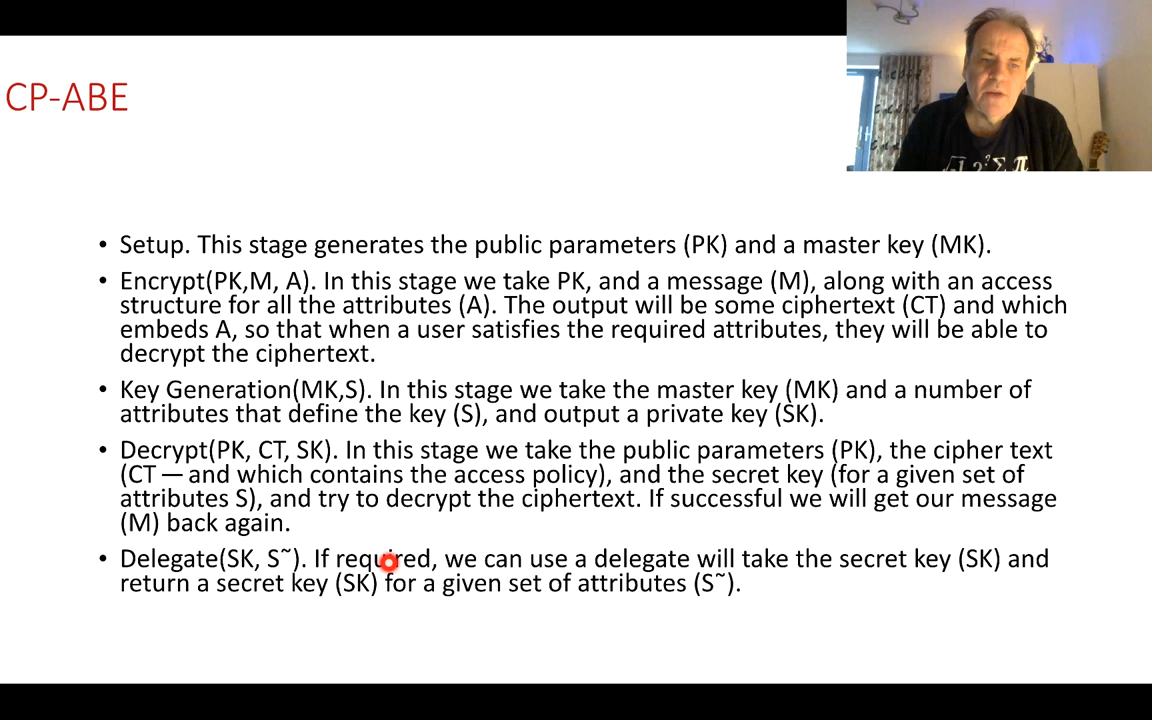 CP-ABE
• Setup. This stage generates the public parameters (PK) and a master key (MK).
• Encrypt(PK,M, A). In this stage we take PK, and a message (M), along with an access
structure for all the attributes (A). The output will be some ciphertext (CT) and which
embeds A, so that when a user satisfies the required attributes, they will be able to
decrypt the ciphertext.
• Key Generation(MK,S). In this stage we take the master key (MK) and a number of
attributes that define the key (S), and output a private key (SK).
• Decrypt(PK, CT, SK). In this stage we take the public parameters (PK), the cipher text
(CT — and which contains the access policy), and the secret key (for a given set of
attributes S), and try to decrypt the ciphertext. If successful we will get our message
(M) back again.
• Delegate(SK, S˜). If required, we can use a delegate will take the secret key (SK) and
return a secret key (SK) for a given set of attributes (S˜).